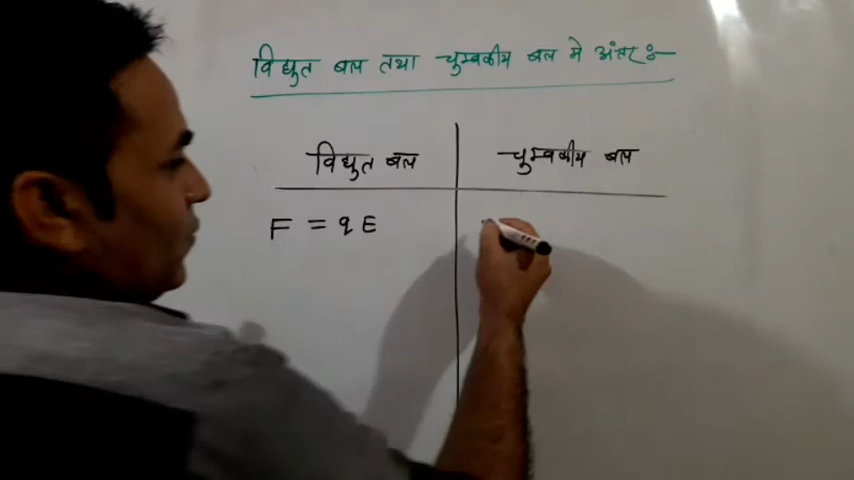 विद्युत बल तथा चुम्बकीय बल मे अंतर :-
विद्युत बल चुम्बकीय बल
F = qE